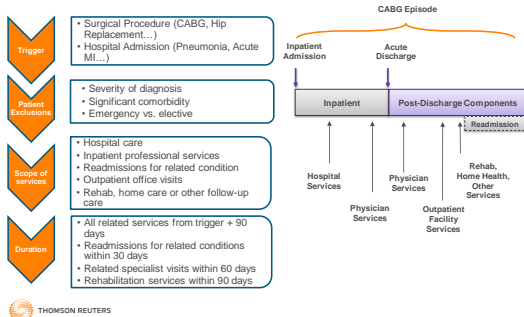 Trigger
• Surgical Procedure (CABG, Hip
Replacement…)
• Hospital Admission (Pneumonia, Acute
MI…)
Patient
Exclusions
• Severity of diagnosis
• Significant comorbidity
• Emergency vs. elective
Scope of
services
• Hospital care
• Inpatient professional services
• Readmissions for related condition
• Outpatient office visits
• Rehab, home care or other follow-up
care
Duration
• All related services from trigger + 90
days
• Readmissions for related conditions
within 30 days
• Related specialist visits within 60 days
• Rehabilitation services within 90 days
CABG Episode
Inpatient
Admission
Acute
Discharge
Inpatient
Post-Discharge Components
Readmission
Hospital
Services
Physician
Services
Physician
Services
Outpatient
Facility
Services
Rehab,
Home Health,
Other
Services
THOMSON REUTERS